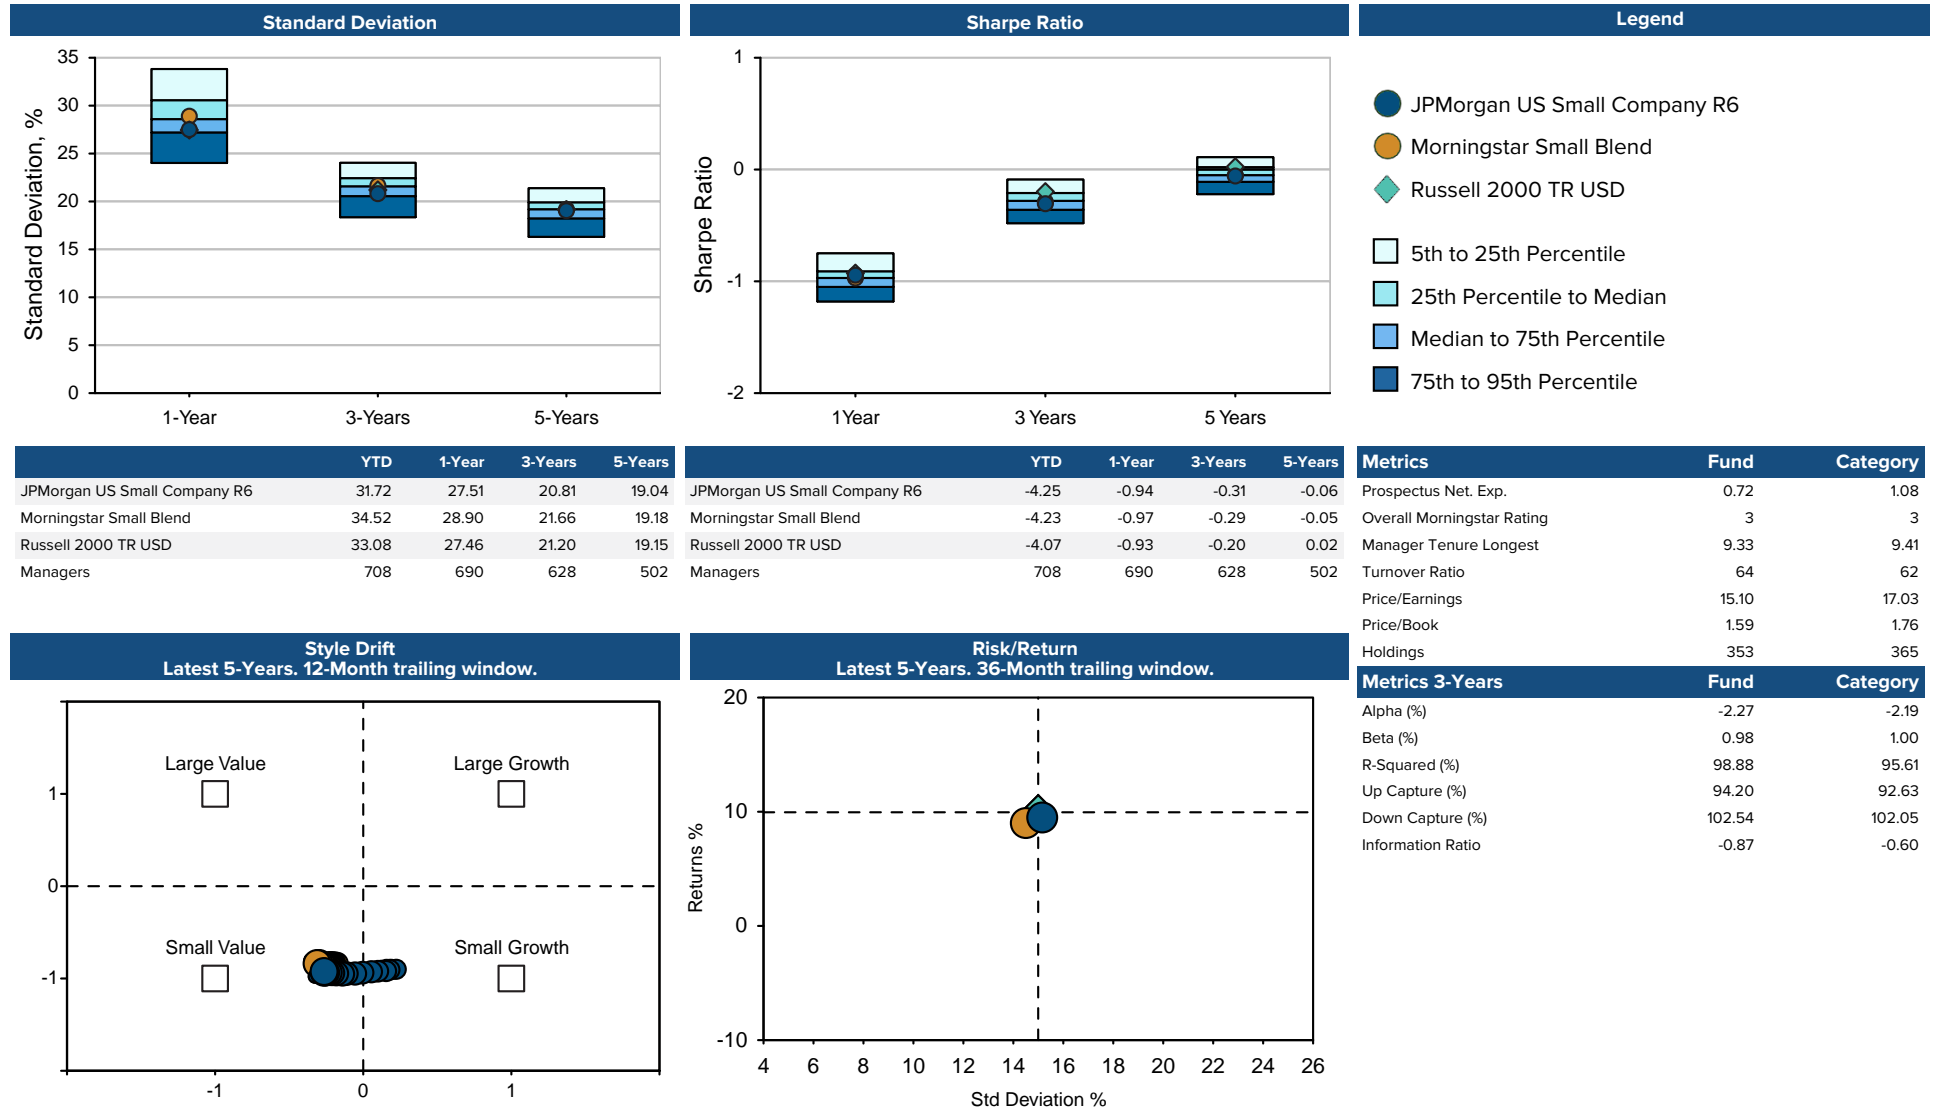 Standard Deviation
35
30
25
20
15
10
5
0
Standard Deviation, %
1-Year 3-Years 5-Years
Sharpe Ratio
1
0
-1
-2
Sharpe Ratio
1Year 3 Years 5 Years
Legend
JPMorgan US Small Company R6
Morningstar Small Blend
Russell 2000 TR USD
5th to 25th Percentile
25th Percentile to Median
Median to 75th Percentile
75th to 95th Percentile
YTD 1-Year 3-Years 5-Years
JPMorgan US Small Company R6 31.72 27.51 20.81 19.04
Morningstar Small Blend 34.52 28.90 21.66 19.18
Russell 2000 TR USD 33.08 27.46 21.20 19.15
Managers 708 690 628 502
YTD 1-Year 3-Years 5-Years
JPMorgan US Small Company R6 -4.25 -0.94 -0.31 -0.06
Morningstar Small Blend -4.23 -0.97 -0.29 -0.05
Russell 2000 TR USD -4.07 -0.93 -0.20 0.02
Managers 708 690 628 502
Metrics Fund Category
Prospectus Net. Exp. 0.72 1.08
Overall Morningstar Rating 3 3
Manager Tenure Longest 9.33 9.41
Turnover Ratio 64 62
Price/Earnings 15.10 17.03
Price/Book 1.59 1.76
Holdings 353 365
Metrics 3-Years Fund Category
Alpha (%) -2.27 -2.19
Beta (%) 0.98 1.00
R-Squared (%) 98.88 95.61
Up Capture (%) 94.20 92.63
Down Capture (%) 102.54 102.05
Information Ratio -0.87 -0.60
Style Drift
Latest 5-Years. 12-Month trailing window.
Large Value Large Growth
1
0
Small Value Small Growth
-1
-1 0 1
Risk/Return
Latest 5-Years. 36-Month trailing window.
20
10
0
-10
Returns %
4 6 8 10 12 14 16 18 20 22 24 26
Std Deviation %